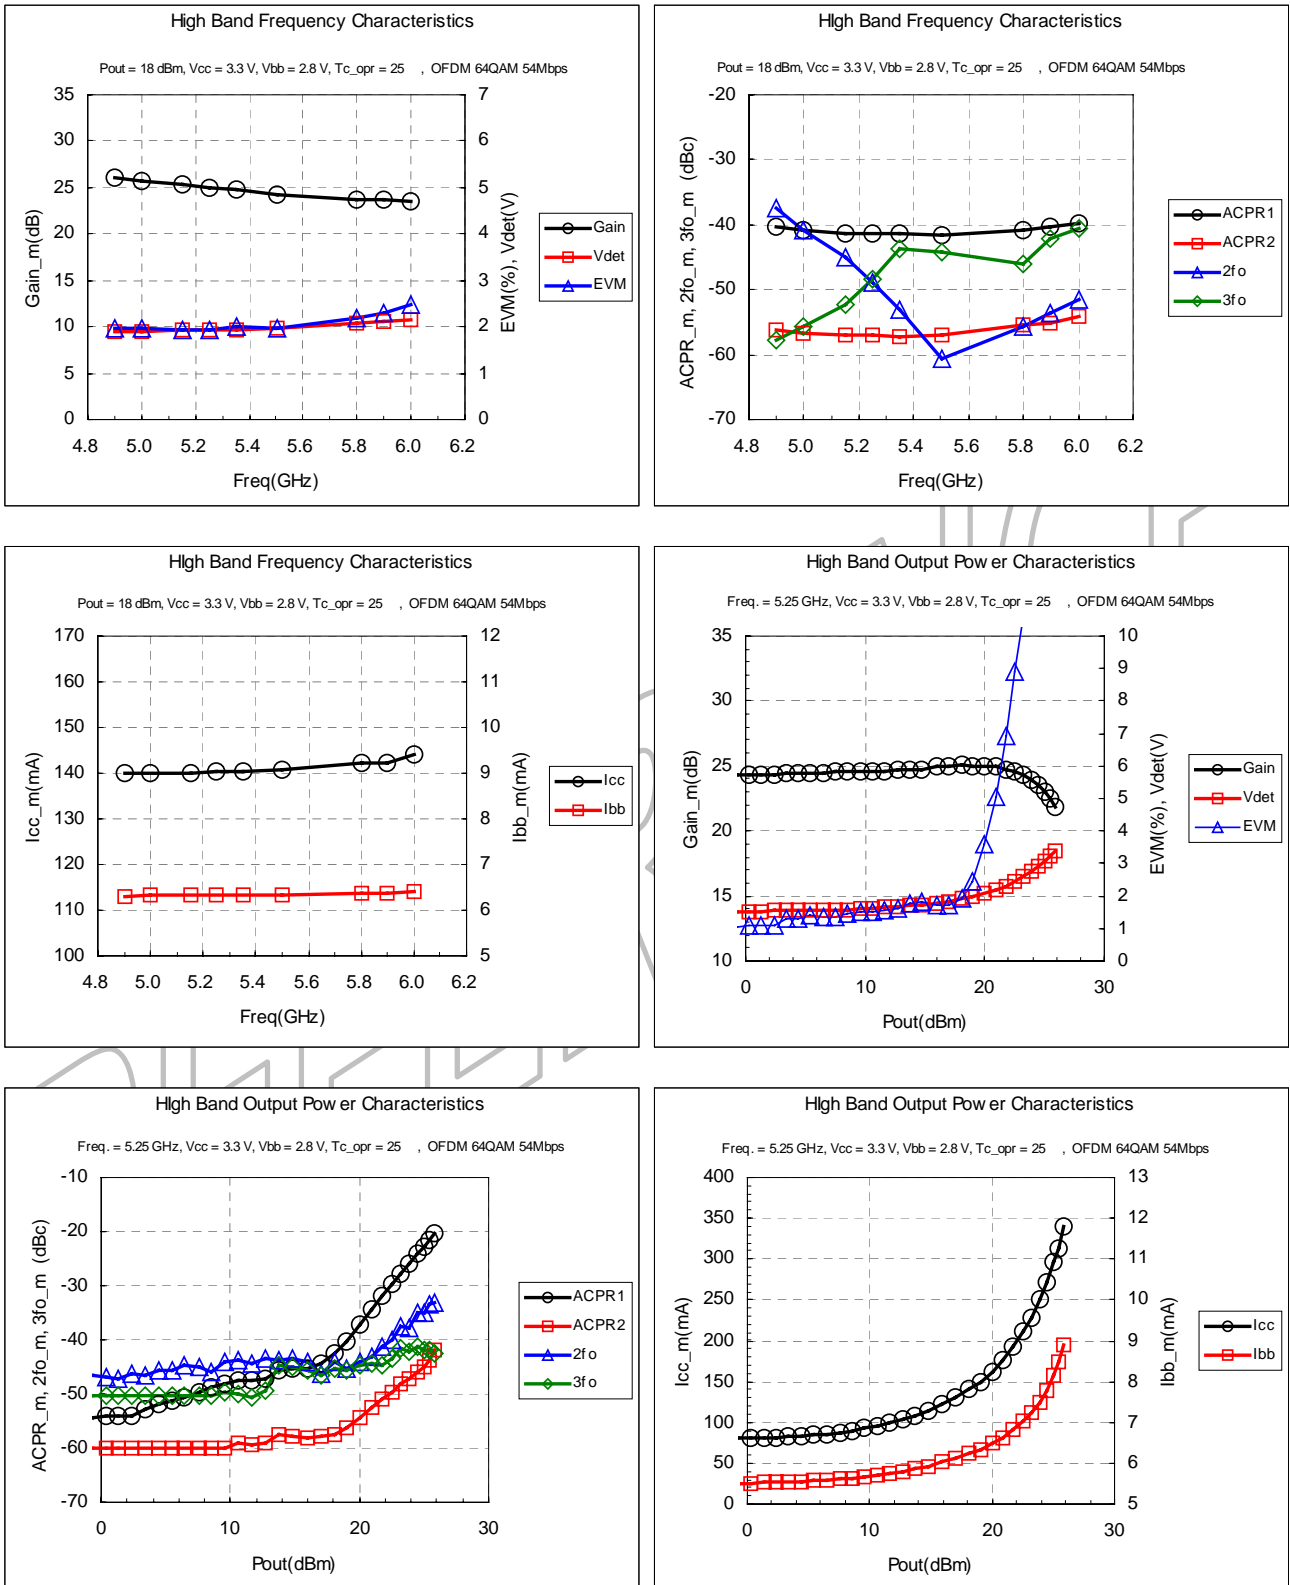 HIgh Band Frequency Characteristics
Pout = 18 dBm, Vcc = 3.3 V, Vbb = 2.8 V, Tc_opr = 25 , OFDM 64QAM 54Mbps
35
30
25
20
15
10
5
0
7
6
5
4
3
2
1
0
4.8 5.0 5.2 5.4 5.6 5.8 6.0 6.2
Gain_m(dB)
EVM(%), Vdet(V)
Freq(GHz)
Gain
Vdet
EVM
High Band Frequency Characteristics
Pout = 18 dBm, Vcc = 3.3 V, Vbb = 2.8 V, Tc_opr = 25 , OFDM 64QAM 54Mbps
-20
-30
-40
-50
-60
-70
4.8 5.0 5.2 5.4 5.6 5.8 6.0 6.2
ACPR_m, 2fo_m, 3fo_m (dBc)
Freq(GHz)
ACPR1
ACPR2
2fo
3fo
HIgh Band Frequency Characteristics
Pout = 18 dBm, Vcc = 3.3 V, Vbb = 2.8 V, Tc_opr = 25 , OFDM 64QAM 54Mbps
170
160
150
140
130
120
110
100
12
11
10
9
8
7
6
5
4.8 5.0 5.2 5.4 5.6 5.8 6.0 6.2
Icc_m(mA)
Ibb_m(mA)
Freq(GHz)
Icc
Ibb
High Band Output Power Characteristics
Freq. = 5.25 GHz, Vcc = 3.3 V, Vbb = 2.8 V, Tc_opr = 25 , OFDM 64QAM 54Mbps
35
30
25
20
15
10
10
9
8
7
6
5
4
3
2
1
0
0 10 20 30
Gain_m(dB)
EVM(%), Vdet(V)
Pout(dBm)
Gain
Vdet
EVM
HIgh Band Output Power Characteristics
Freq. = 5.25 GHz, Vcc = 3.3 V, Vbb = 2.8 V, Tc_opr = 25 , OFDM 64QAM 54Mbps
-10
-20
-30
-40
-50
-60
-70
0 10 20 30
ACPR_m, 2fo_m, 3fo_m (dBc)
Pout(dBm)
ACPR1
ACPR2
2fo
3fo
HIgh Band Output Power Characteristics
Freq. = 5.25 GHz, Vcc = 3.3 V, Vbb = 2.8 V, Tc_opr = 25 , OFDM 64QAM 54Mbps
400
350
300
250
200
150
100
50
0
13
12
11
10
9
8
7
6
5
0 10 20 30
Icc_m(mA)
Ibb_m(mA)
Pout(dBm)
Icc
Ibb